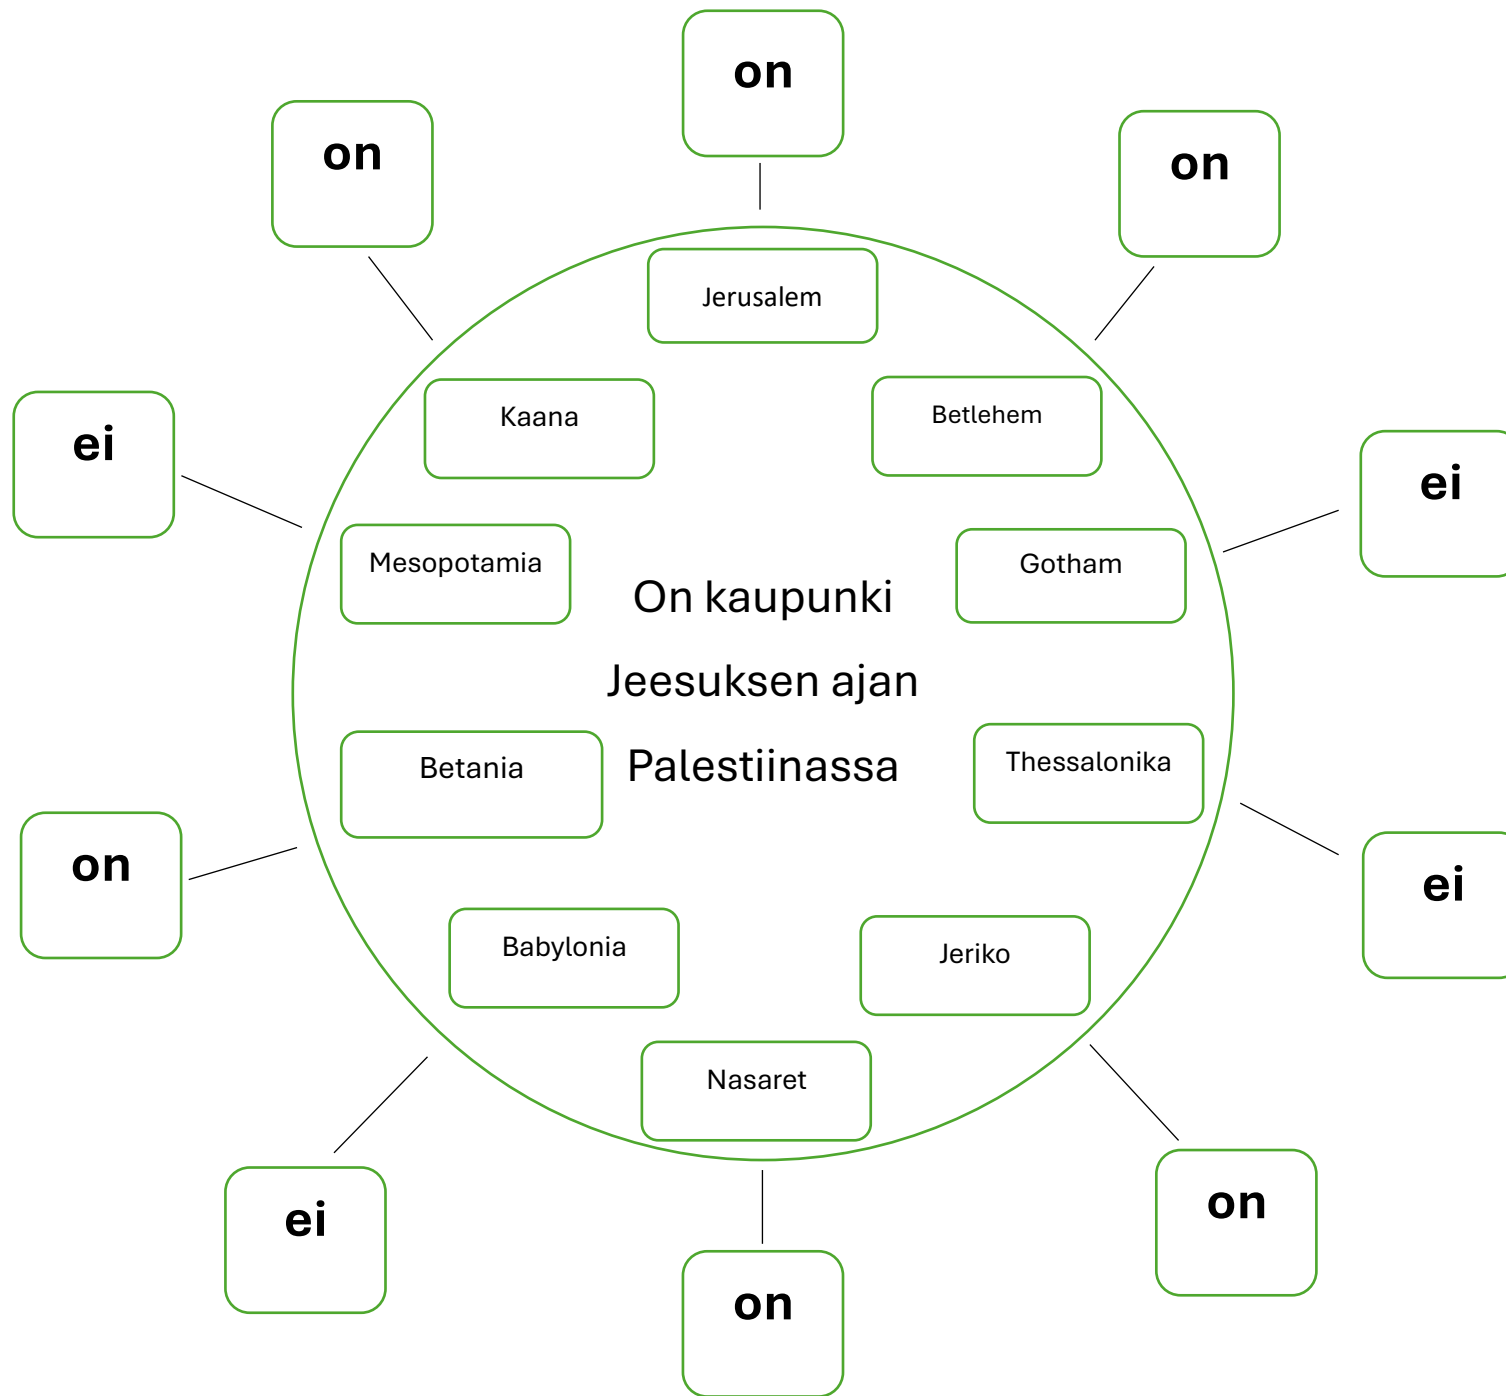 on
on
on
Jerusalem
Kaana
Betlehem
ei
ei
Mesopotamia
Gotham
On kaupunki
Jeesuksen ajan
Palestiinassa
Betania
Thessalonika
on
ei
Babylonia
Jeriko
Nasaret
ei
on
on